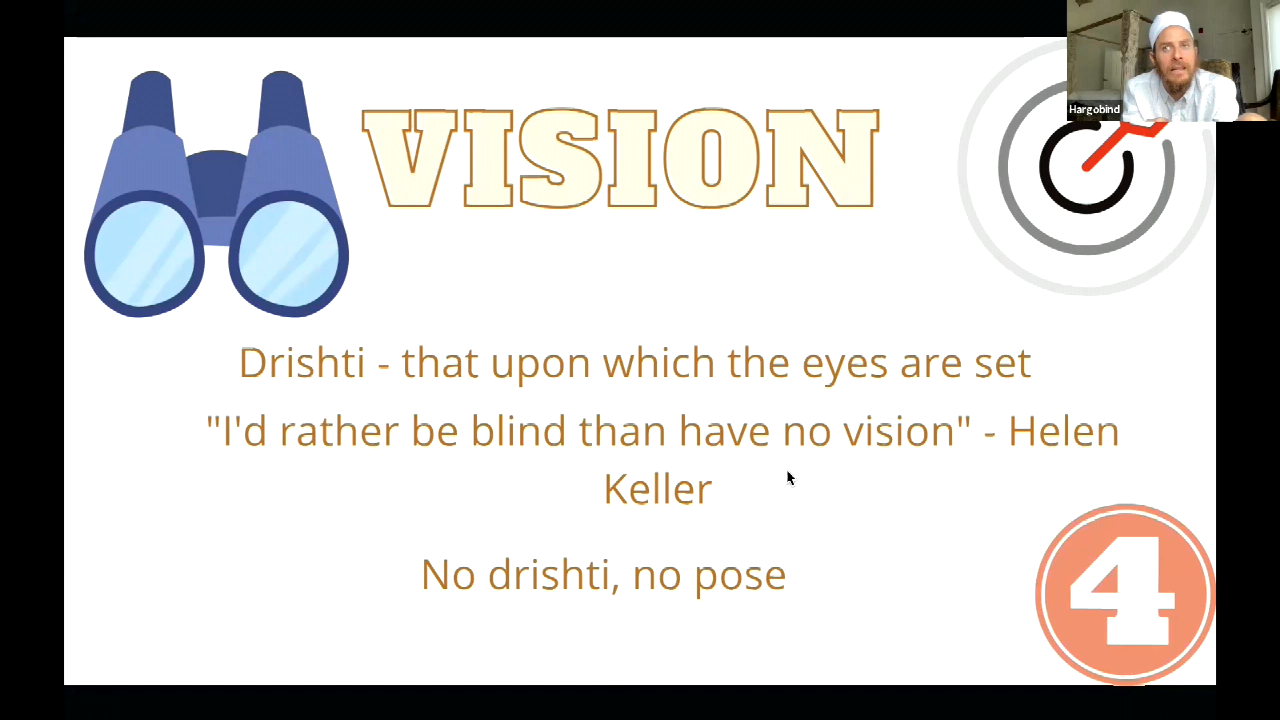 Hargobind
VISION
Drishti - that upon which the eyes are set
"I'd rather be blind than have no vision" - Helen
Keller
No drishti, no pose
4